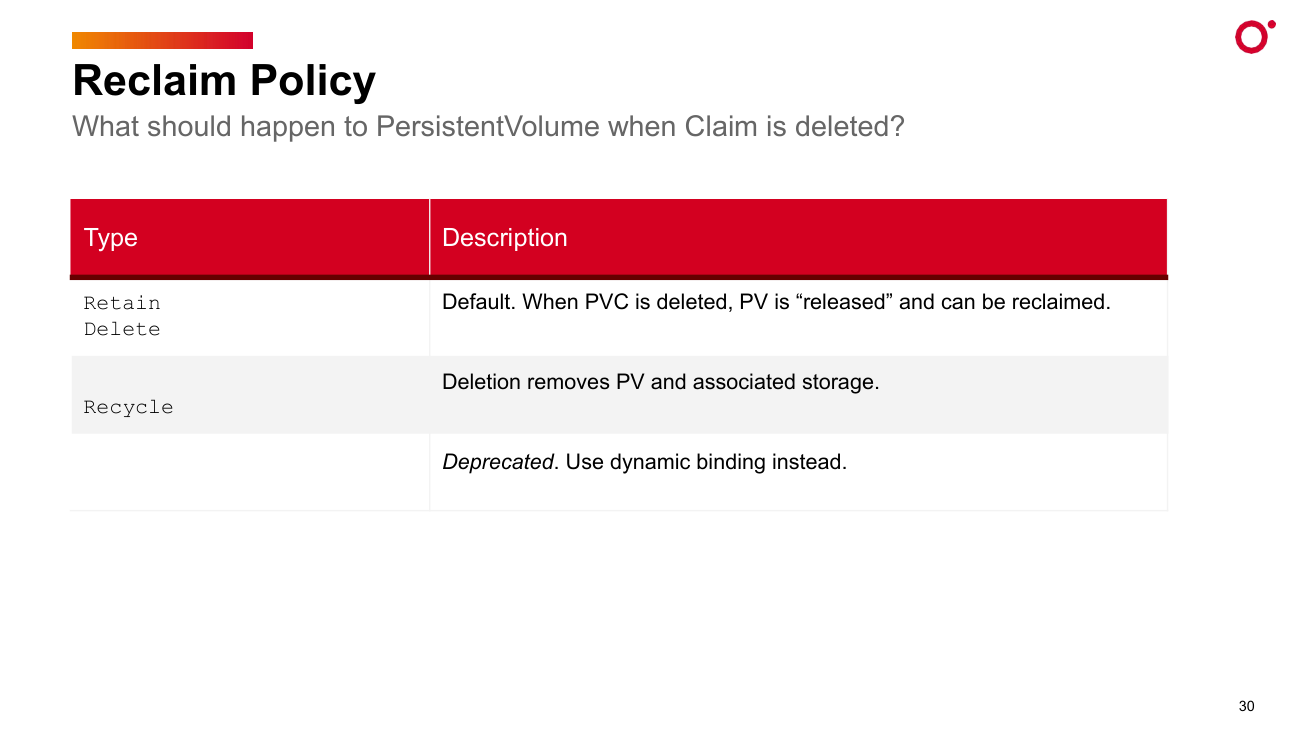 Reclaim Policy
What should happen to PersistentVolume when Claim is deleted?
Type
Description
Retain
Default. When PVC is deleted, PV is “released” and can be reclaimed.
Delete
Deletion removes PV and associated storage.
Recycle
Deprecated. Use dynamic binding instead.
30